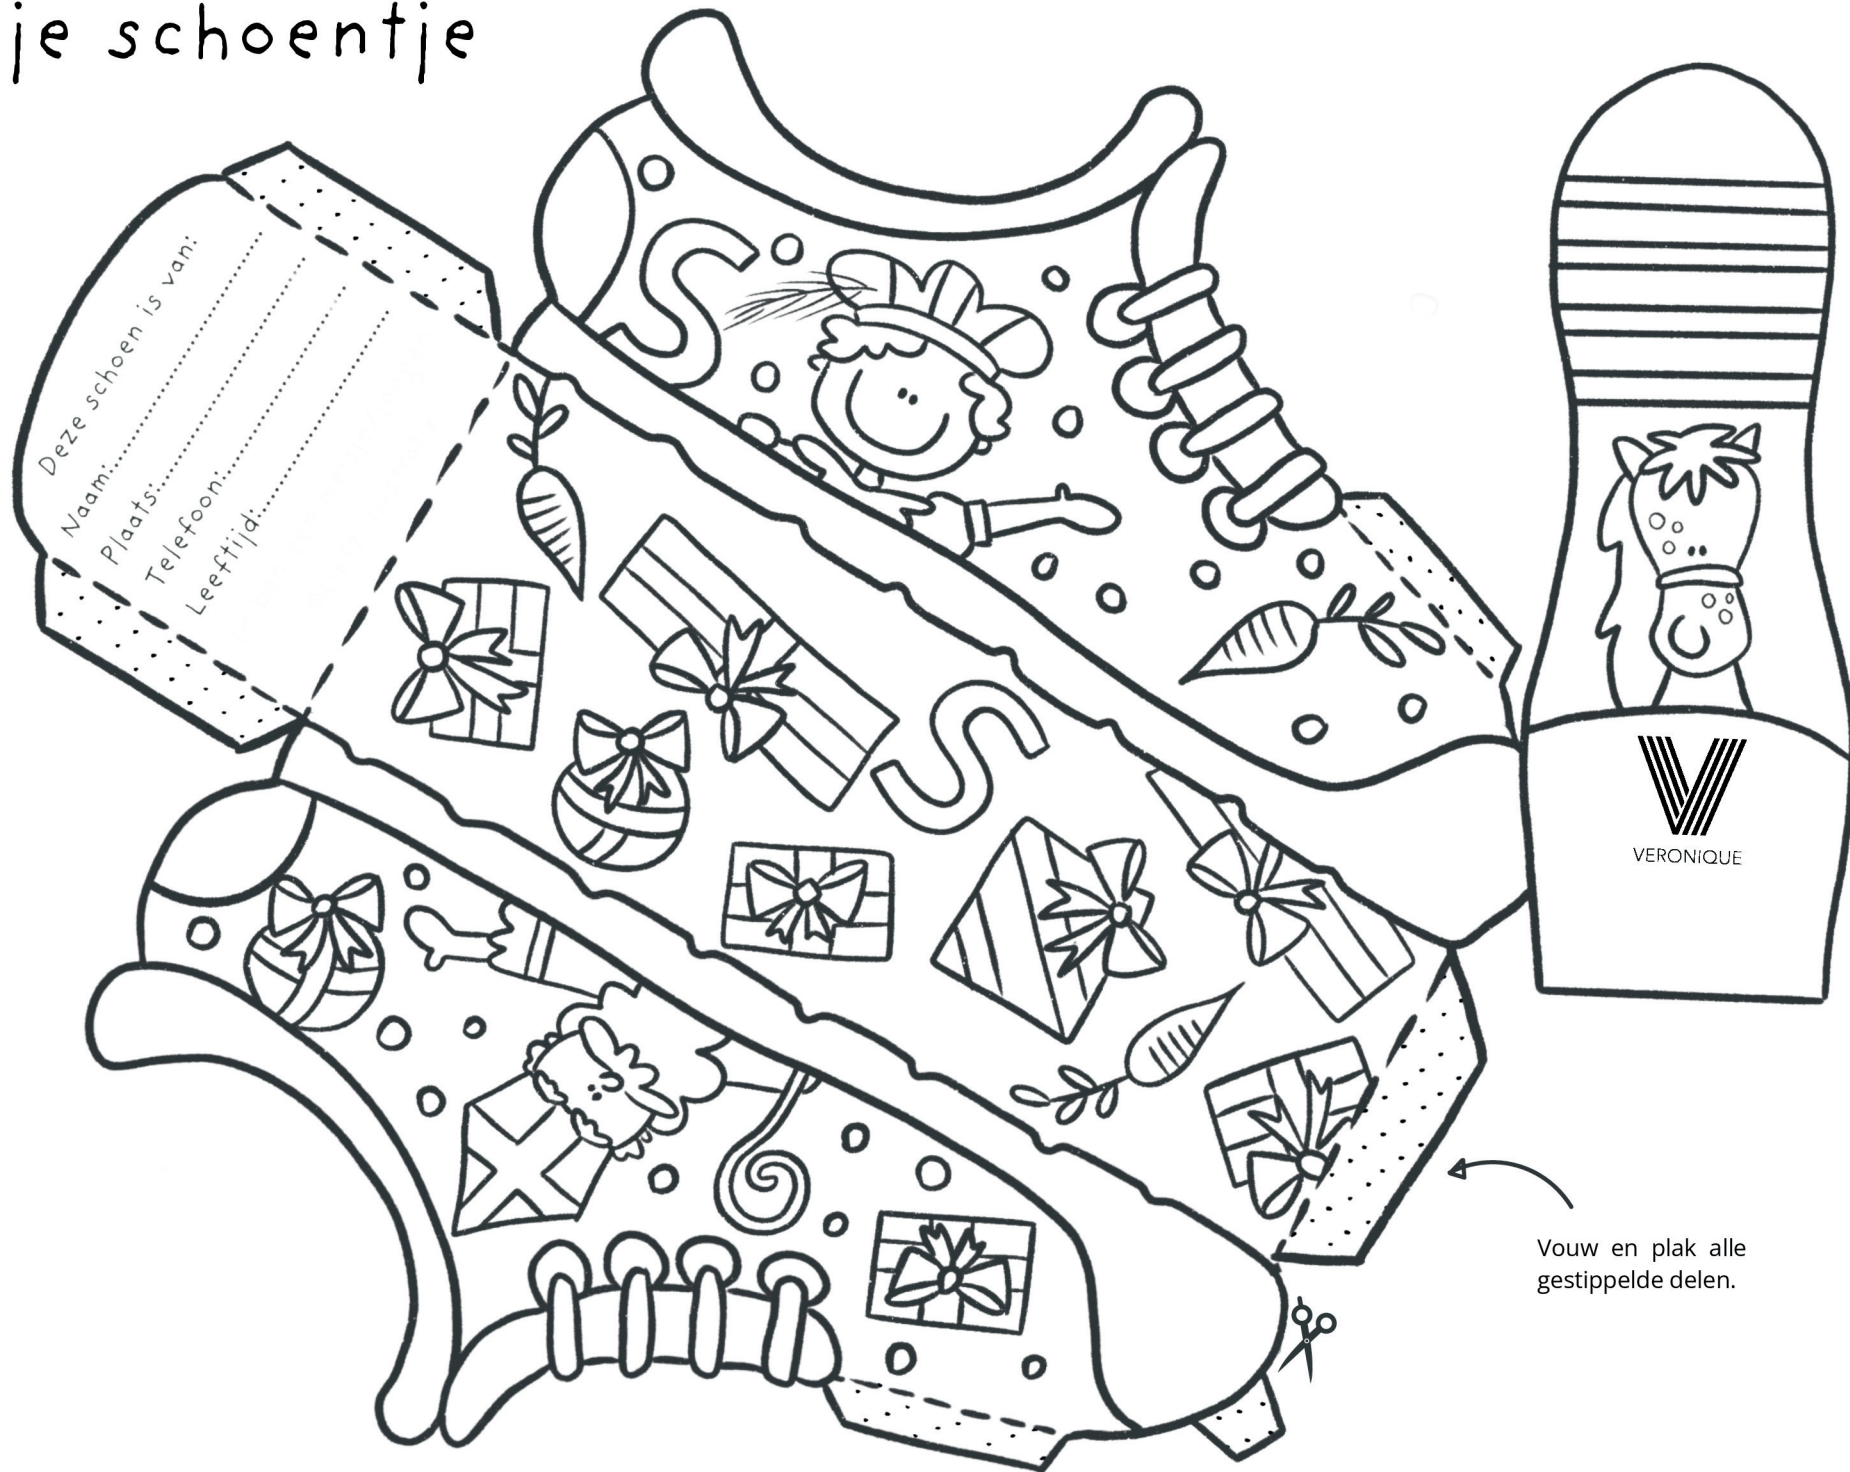 je schoentje
Deze schoen is van:
Naam:
Plaats:
Telefoon:
Leeftijd:
S
S
V
VERONIQUE
Vouw en plak alle
gestippelde delen.